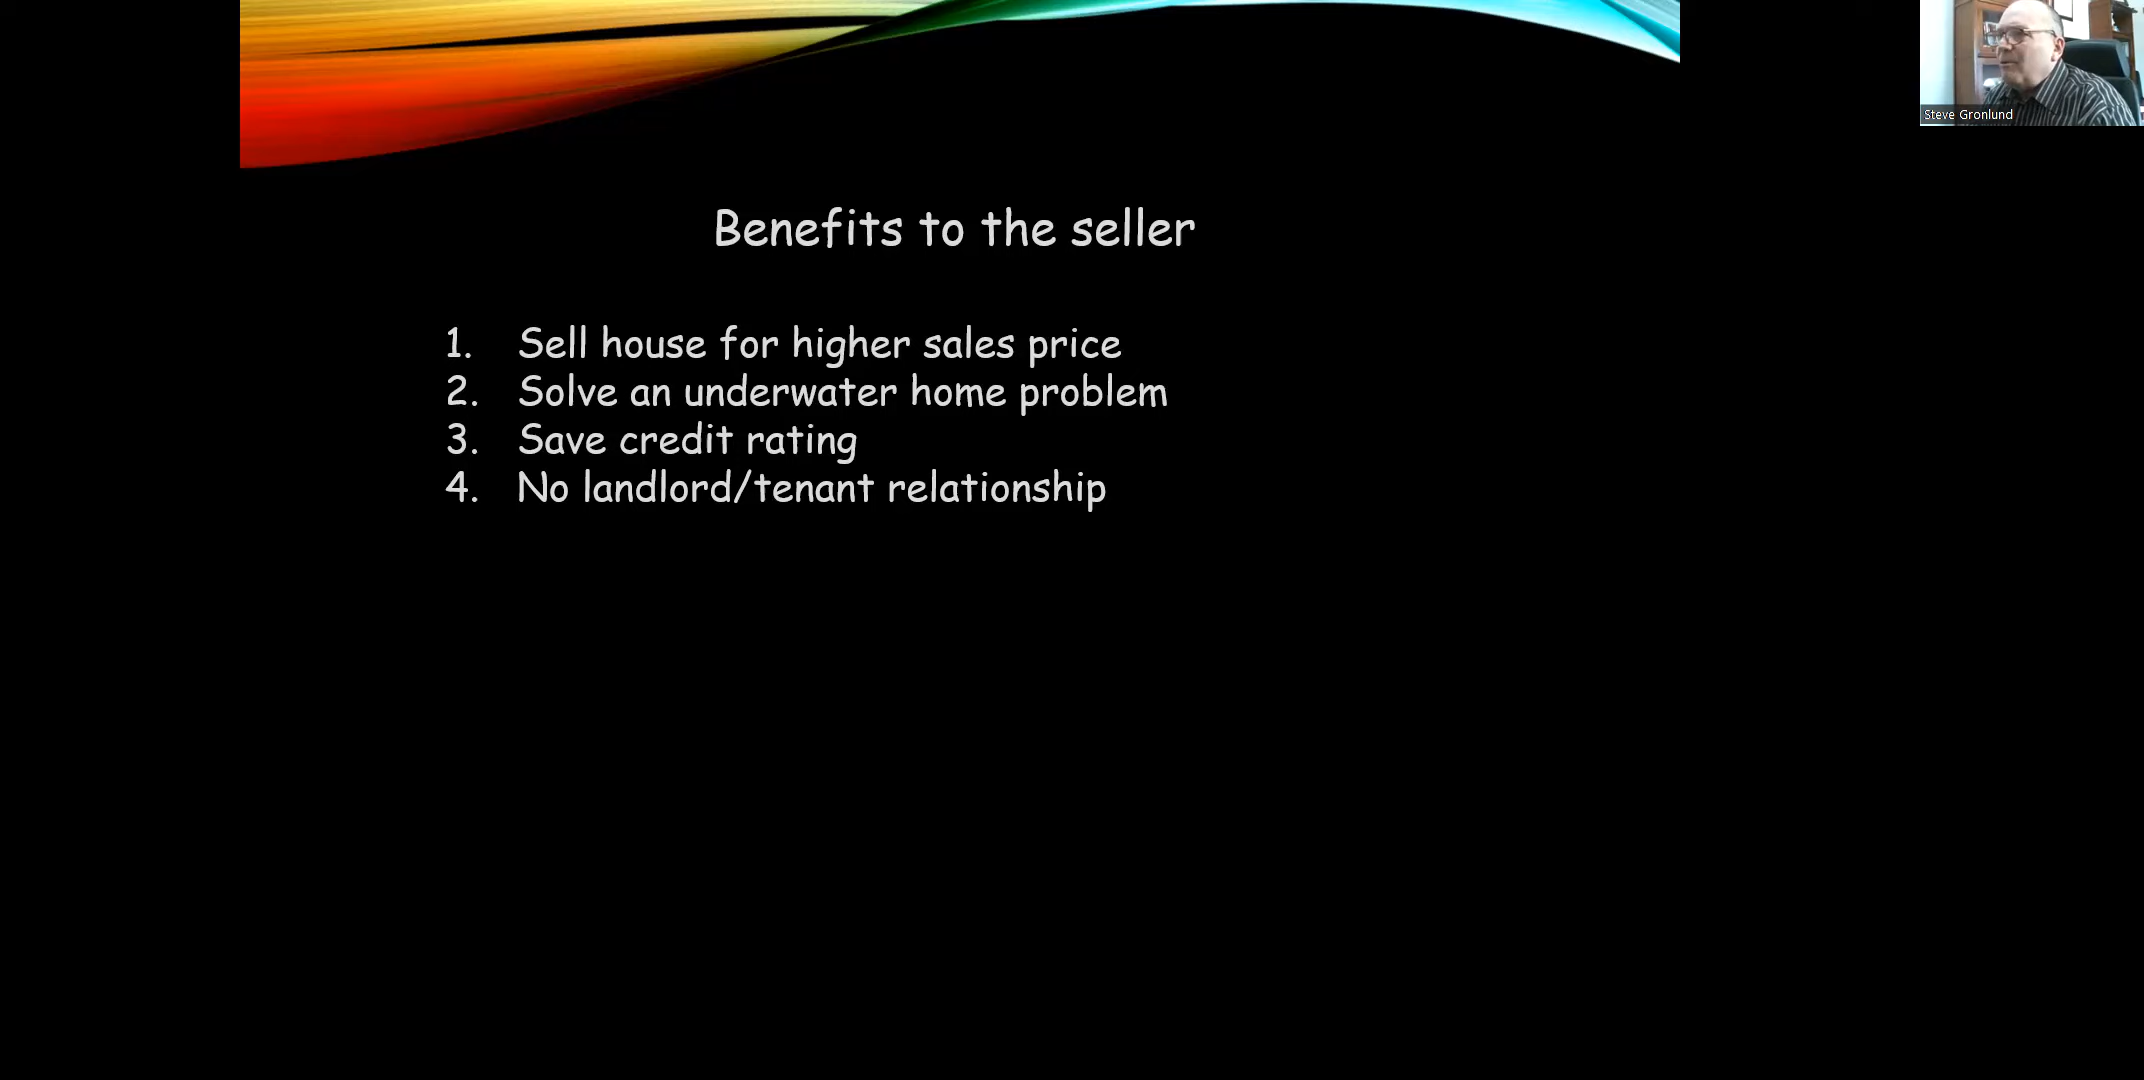 Steve Gronlund
Benefits to the seller
1. Sell house for higher sales price
2. Solve an underwater home problem
3. Save credit rating
4. No landlord/tenant relationship